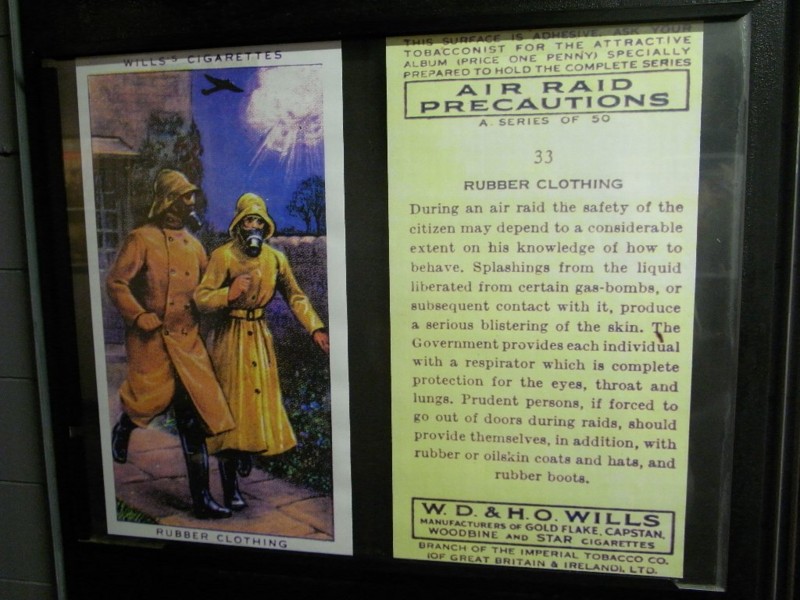 WILLS'S CIGARETTES
RUBBER CLOTHING
THIS SURFACE IS ADHESIVE. ASK YOUR
TOBACCONIST FOR THE ATTRACTIVE
ALBUM (PRICE ONE PENNY) SPECIALLY
PREPARED TO HOLD THE COMPLETE SERIES
AIR RAID
PRECAUTIONS
A SERIES OF 50
33
RUBBER CLOTHING
During an air raid the safety of the
citizen may depend to a considerable
extent on his knowledge of how to
behave. Splashings from the liquid
liberated from certain gas-bombs, or
subsequent contact with it, produce
a serious blistering of the skin. The
Government provides each individual
with a respirator which is complete
protection for the eyes, throat and
lungs. Prudent persons, if forced to
go out of doors during raids, should
provide themselves, in addition, with
rubber or oilskin coats and hats, and
rubber boots.
W. D. & H. O. WILLS
MANUFACTURERS OF GOLD FLAKE, CAPSTAN,
WOODBINE AND STAR CIGARETTES
BRANCH OF THE IMPERIAL TOBACCO CO.
(OF GREAT BRITAIN & IRELAND), LTD.